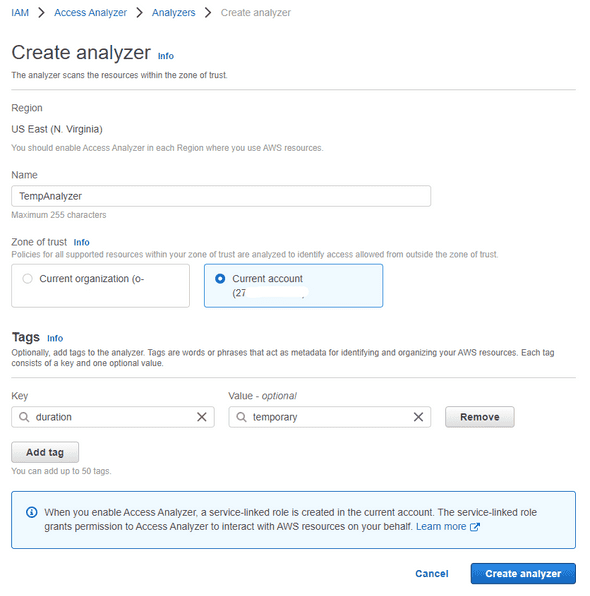 IAM > Access Analyzer > Analyzers > Create analyzer
Create analyzer Info
The analyzer scans the resources within the zone of trust.
Region
US East (N. Virginia)
You should enable Access Analyzer in each Region where you use AWS resources.
Name
TempAnalyzer
Maximum 255 characters
Zone of trust Info
Policies for all supported resources within your zone of trust are analyzed to identify access allowed from outside the zone of trust.
Current organization (o-
Current account
(27
Tags Info
Optionally, add tags to the analyzer. Tags are words or phrases that act as metadata for identifying and organizing your AWS resources. Each tag
consists of a key and one optional value.
Key Value - optional
duration temporary Remove
Add tag
You can add up to 50 tags.
When you enable Access Analyzer, a service-linked role is created in the current account. The service-linked role
grants permission to Access Analyzer to interact with AWS resources on your behalf. Learn more
Cancel Create analyzer